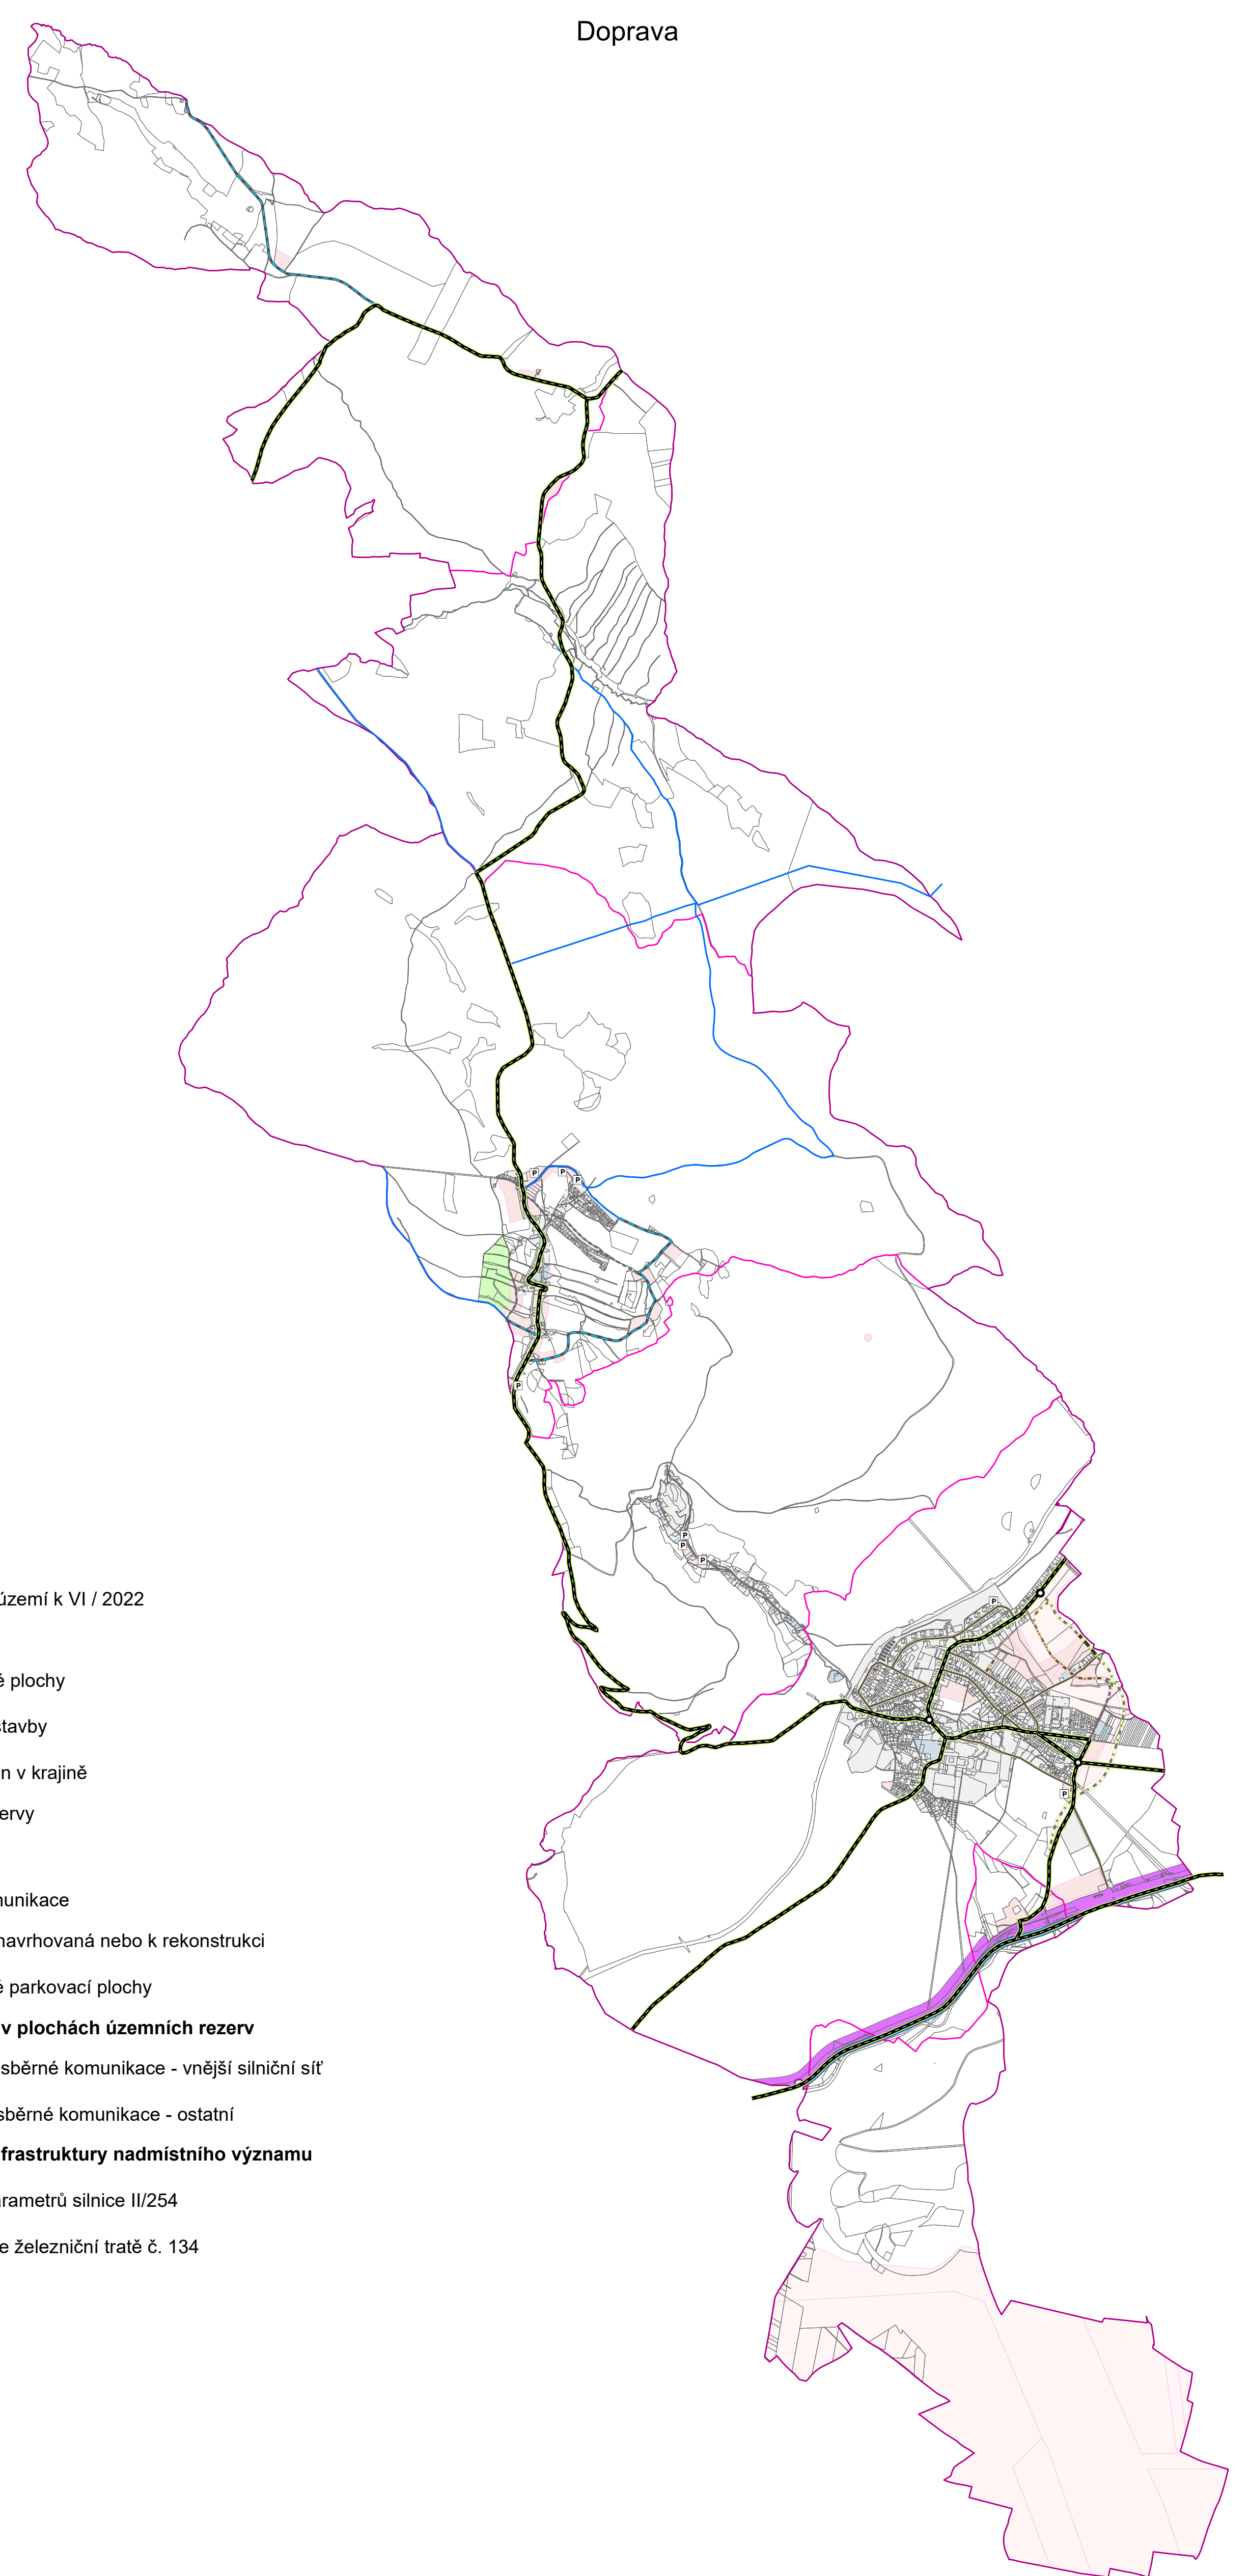 Doprava
P
P
P
P
P
P
P
P
P
území k VI / 2022
é plochy
stavby
n v krajině
ervy
munikace
navrhovaná nebo k rekonstrukci
é parkovací plochy
v plochách územních rezerv
sběrné komunikace - vnější silniční síť
sběrné komunikace - ostatní
frastruktury nadmístního významu
arametrů silnice II/254
e železniční tratě č. 134